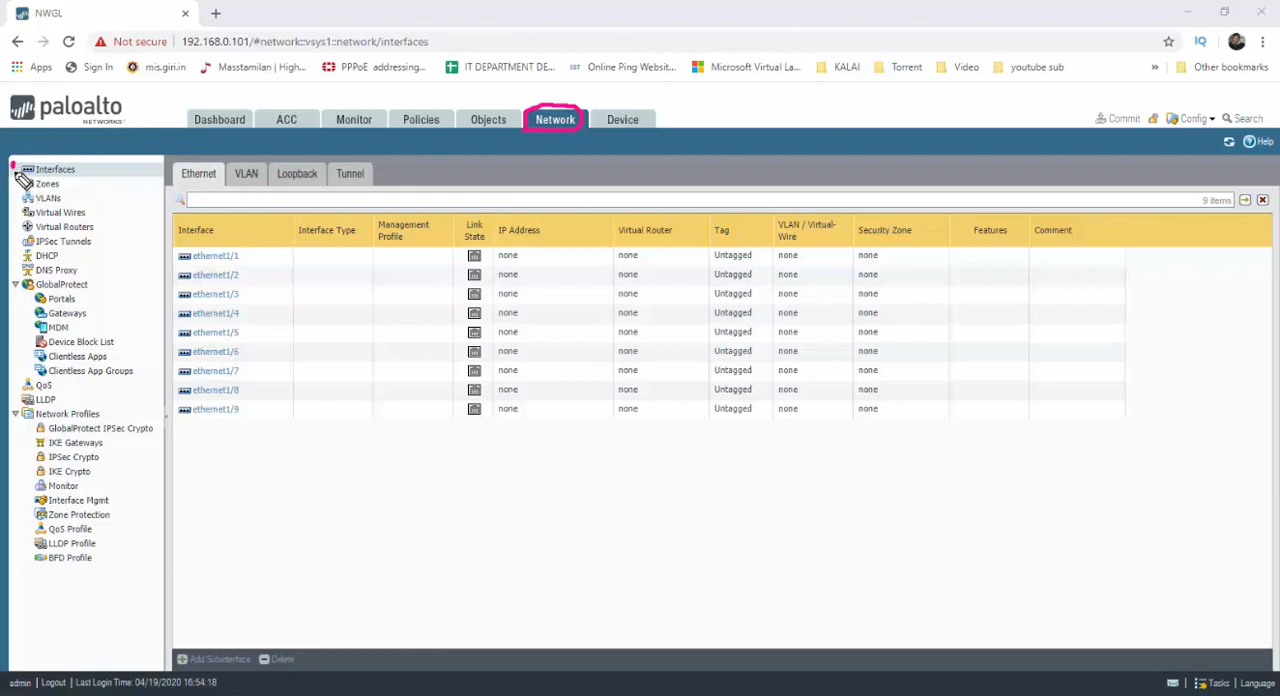 NWGL
Not secure 192.168.0.101/#network::vsys1::network/interfaces IQ
Apps Sign In mis.giri.in Masstamilan | High... PPPoE addressing... IT DEPARTMENT DE... Online Ping Websit... Microsoft Virtual La... KALAI Torrent Video youtube sub » Other bookmarks
paloalto
NETWORKS
Dashboard ACC Monitor Policies Objects Network Device
Commit Config Search
Help
Interfaces
Zones
VLANs
Virtual Wires
Virtual Routers
IPSec Tunnels
DHCP
DNS Proxy
GlobalProtect
Portals
Gateways
MDM
Device Block List
Clientless Apps
Clientless App Groups
QoS
LLDP
Network Profiles
GlobalProtect IPSec Crypto
IKE Gateways
IPSec Crypto
IKE Crypto
Monitor
Interface Mgmt
Zone Protection
QoS Profile
LLDP Profile
BFD Profile
Ethernet VLAN Loopback Tunnel
9 items
Interface Interface Type Management Profile Link State IP Address Virtual Router Tag VLAN / Virtual-Wire Security Zone Features Comment
ethernet1/1 none none Untagged none none
ethernet1/2 none none Untagged none none
ethernet1/3 none none Untagged none none
ethernet1/4 none none Untagged none none
ethernet1/5 none none Untagged none none
ethernet1/6 none none Untagged none none
ethernet1/7 none none Untagged none none
ethernet1/8 none none Untagged none none
ethernet1/9 none none Untagged none none
Add Subinterface Delete
admin | Logout | Last Login Time: 04/19/2020 16:54:18
Tasks | Language